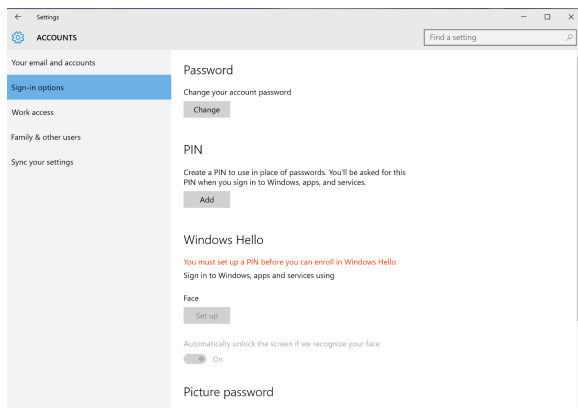 Settings
ACCOUNTS
Find a setting
Your email and accounts
Sign-in options
Work access
Family & other users
Sync your settings
Password
Change your account password
Change
PIN
Create a PIN to use in place of passwords. You'll be asked for this
PIN when you sign in to Windows, apps, and services.
Add
Windows Hello
You must set up a PIN before you can enroll in Windows Hello.
Sign in to Windows, apps and services using
Face
Set up
Automatically unlock the screen if we recognize your face
On
Picture password